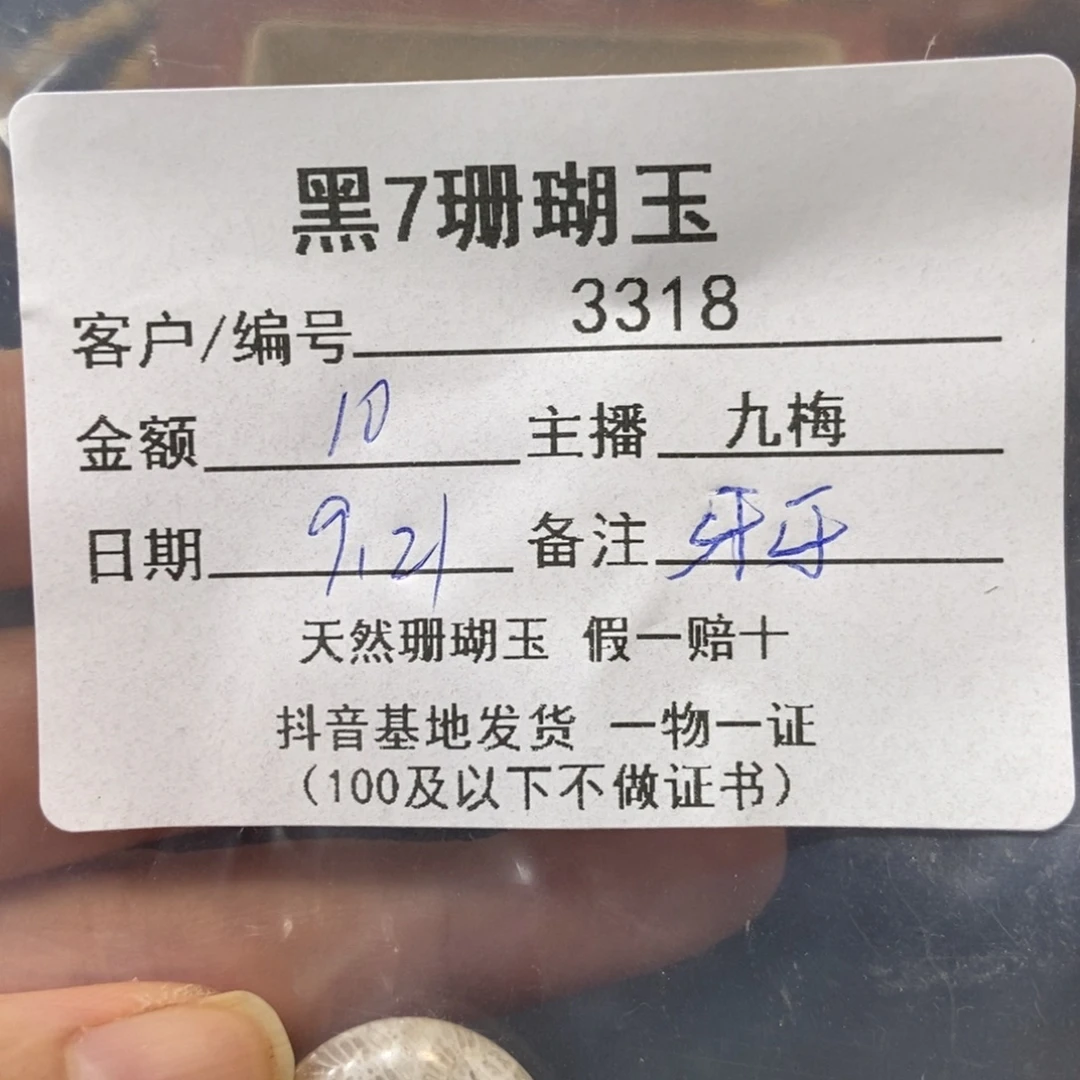 黑7珊瑚玉
客户/编号 3318
金额 10 主播 九梅
日期 9.21 备注 牙牙
天然珊瑚玉 假一赔十
抖音基地发货 一物一证
(100及以下不做证书)